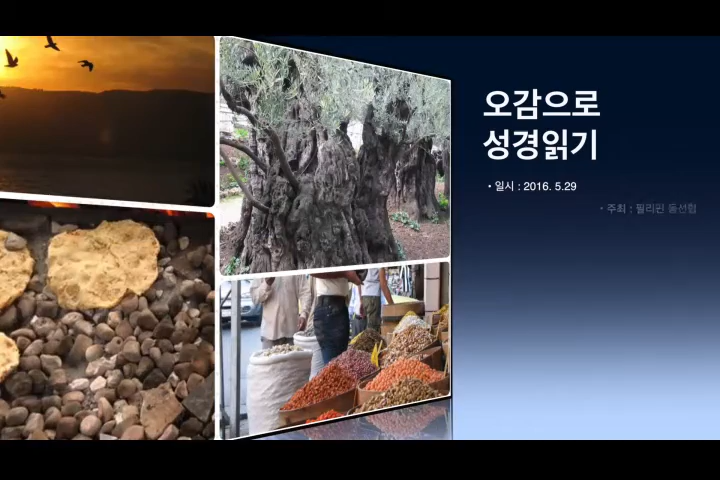 오감으로
성경읽기
• 일시 : 2016. 5.29
• 주최 : 필리핀 둘선협